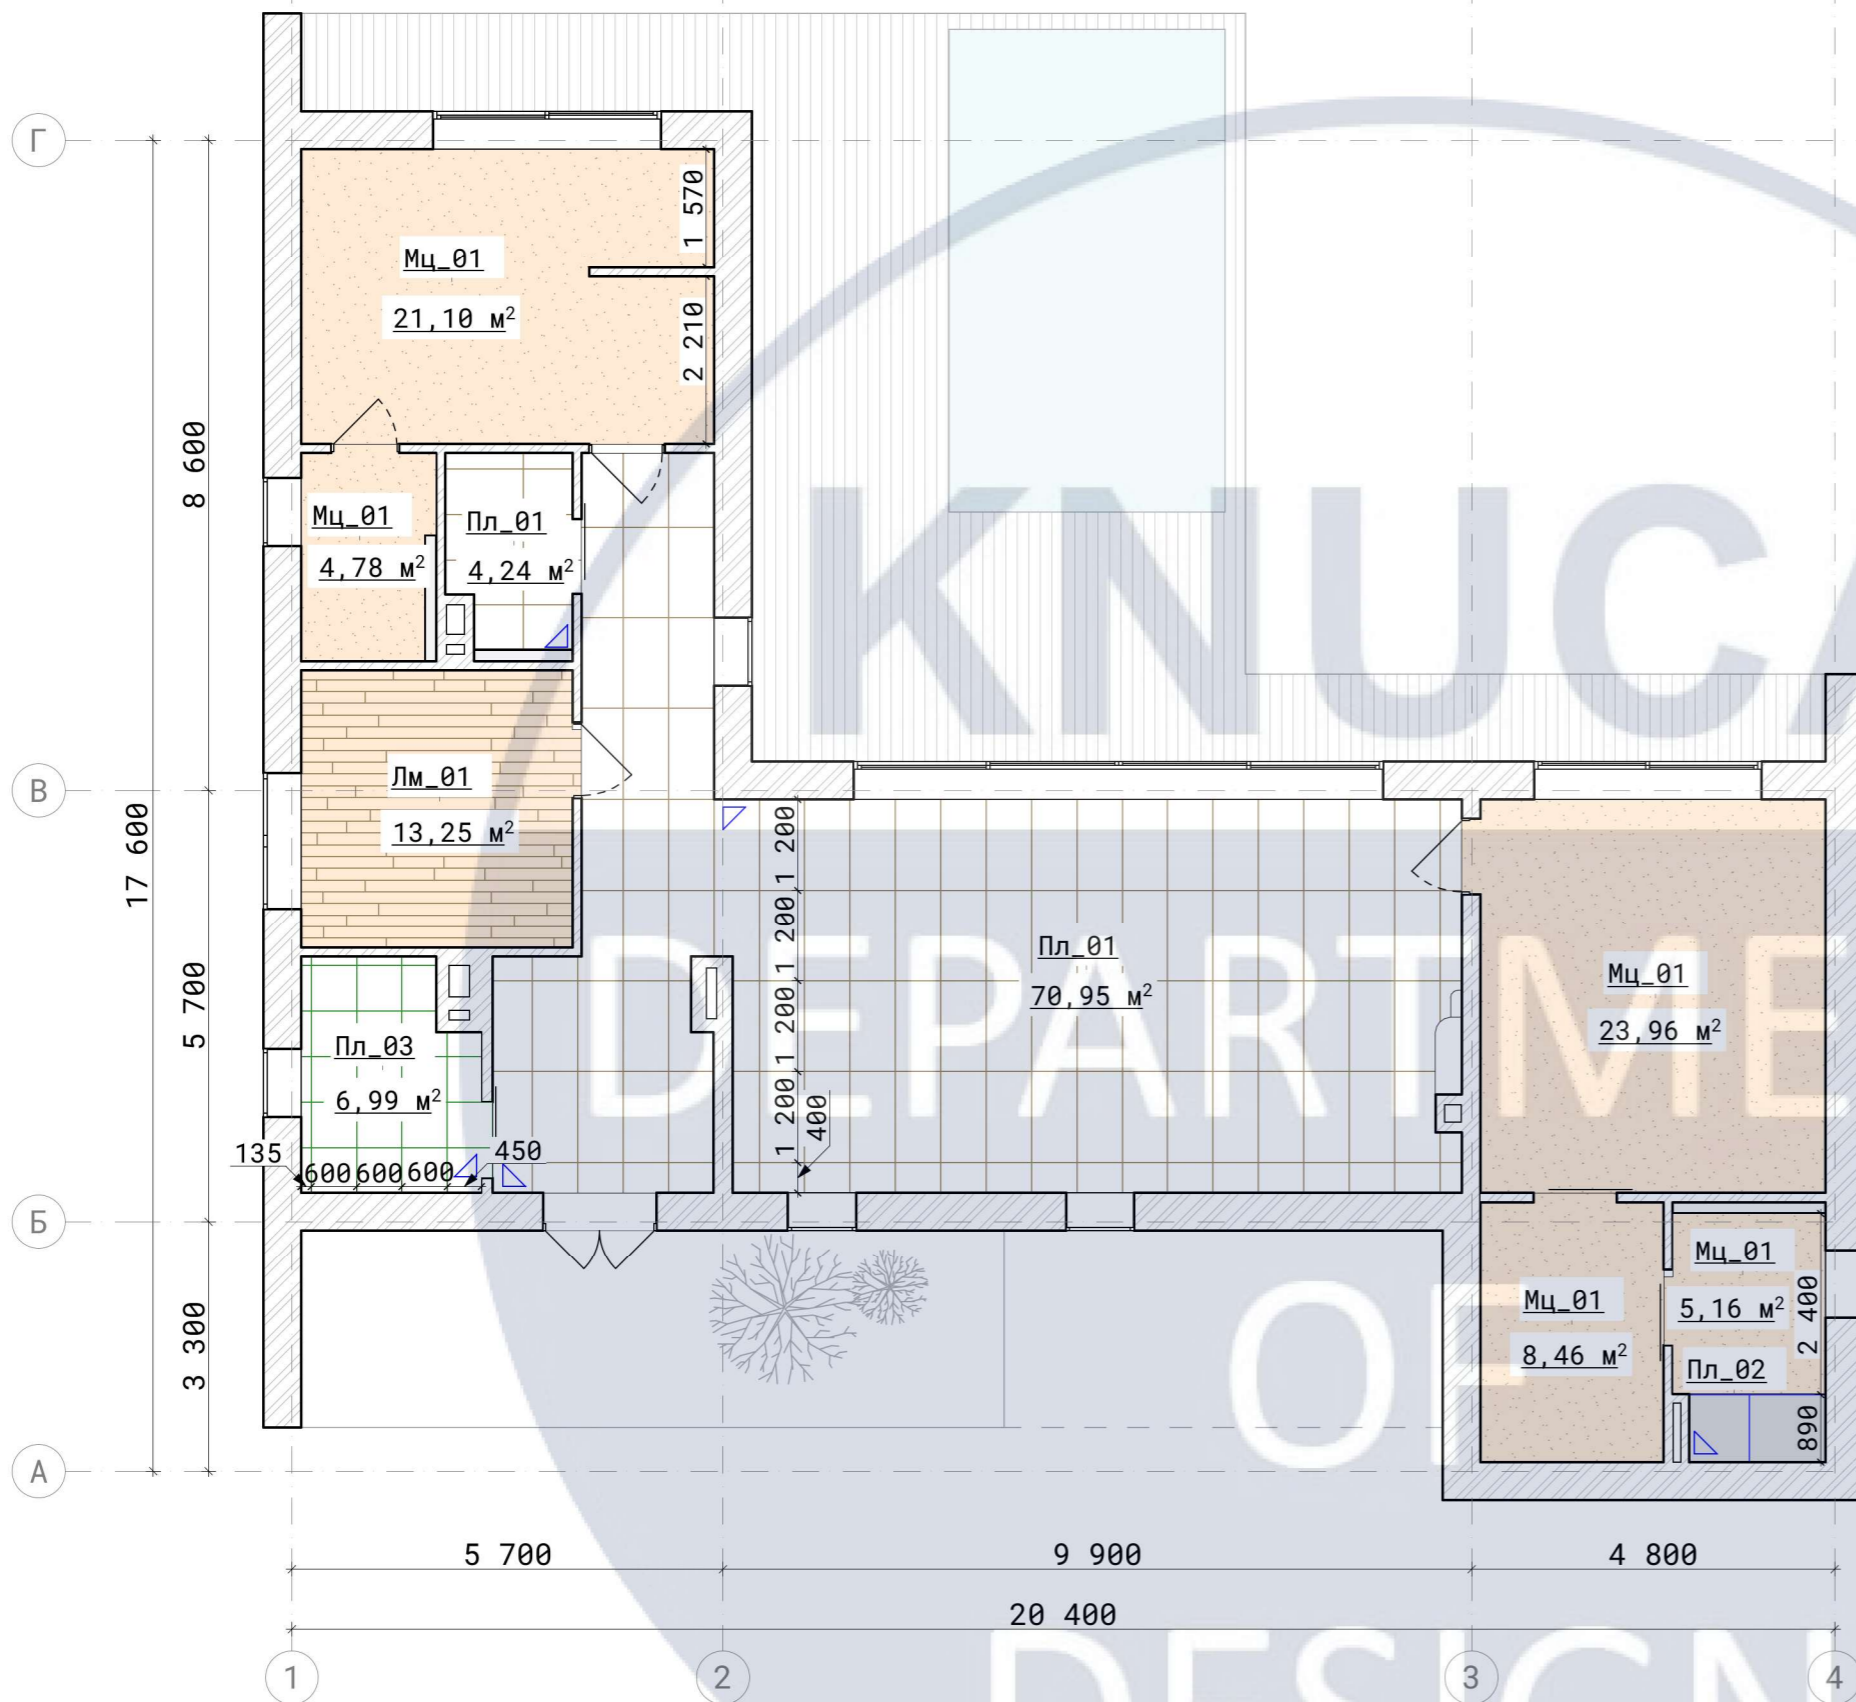 Г
1 570
Мц_01
21,10 м²
2 210
8 600
Мц_01
4,78 м²
Пл_01
4,24 м²
KNUCA
В
Лм_01
13,25 м²
17 600
1 200
1 200
1 200
1 200
400
DEPARTME
Пл_01
70,95 м²
Мц_01
23,96 м²
5 700
Пл_03
6,99 м²
135
600
600
600
450
Б
3 300
OF
Мц_01
8,46 м²
Мц_01
5,16 м²
2 400
Пл_02
890
А
5 700
9 900
4 800
20 400
DESIGN
1
2
3
4